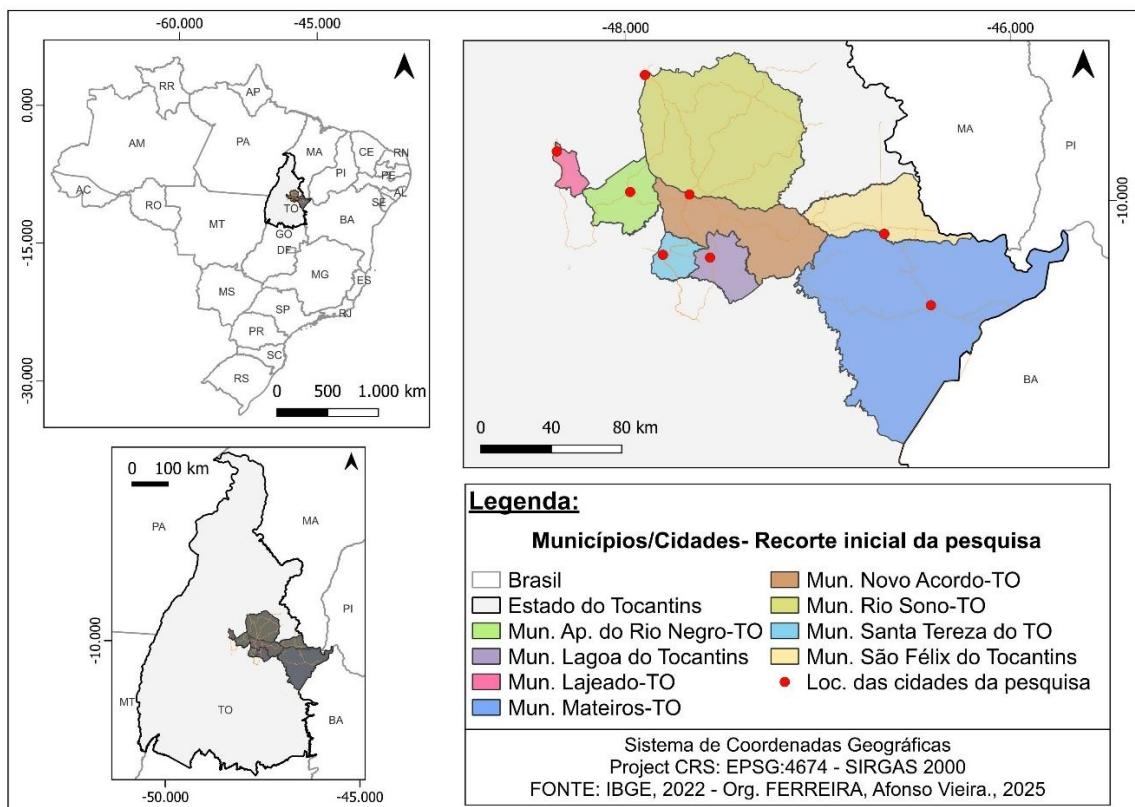 -60.000
-45.000
0.000
-15.000
-30.000
RR
AP
AM
PA
MA
CE
RN
PI
PE
AC
TO
AL
SE
RO
BA
MT
GO
DF
MG
ES
MS
SP
RJ
PR
SC
RS
0 500 1.000 km
-48.000
-46.000
-10.000
MA
PI
BA
0 40 80 km
0 100 km
PA
MA
PI
-10.000
MT
TO
BA
-50.000
-45.000
Legenda:
Municípios/Cidades- Recorte inicial da pesquisa
Brasil
Estado do Tocantins
Mun. Ap. do Rio Negro-TO
Mun. Lagoa do Tocantins
Mun. Lajeado-TO
Mun. Mateiros-TO
Mun. Novo Acordo-TO
Mun. Rio Sono-TO
Mun. Santa Tereza do TO
Mun. São Félix do Tocantins
Loc. das cidades da pesquisa
Sistema de Coordenadas Geográficas
Project CRS: EPSG:4674 - SIRGAS 2000
FONTE: IBGE, 2022 - Org. FERREIRA, Afonso Vieira., 2025